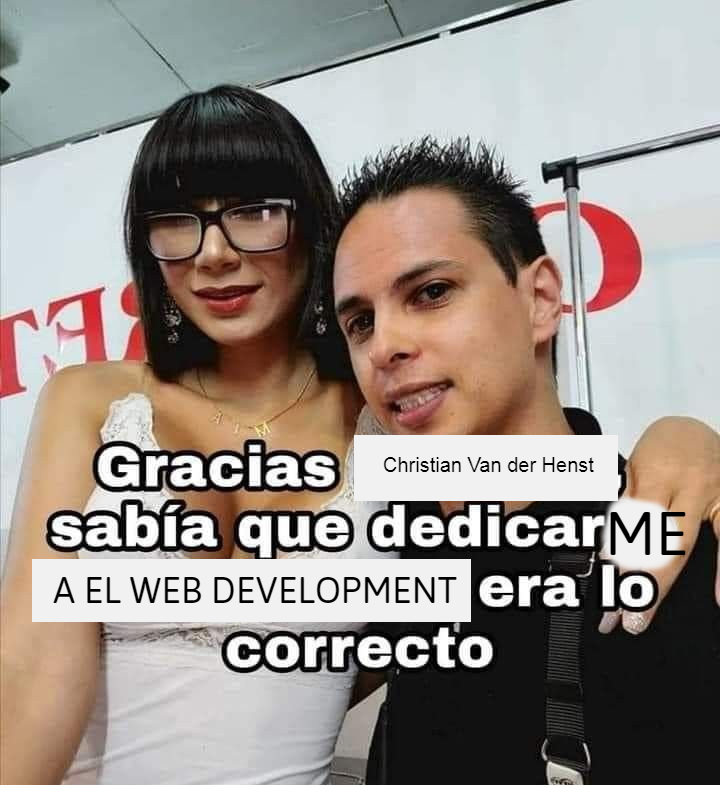 Gracias Christian Van der Henst
sabía que dedicarME
A EL WEB DEVELOPMENT era lo
correcto